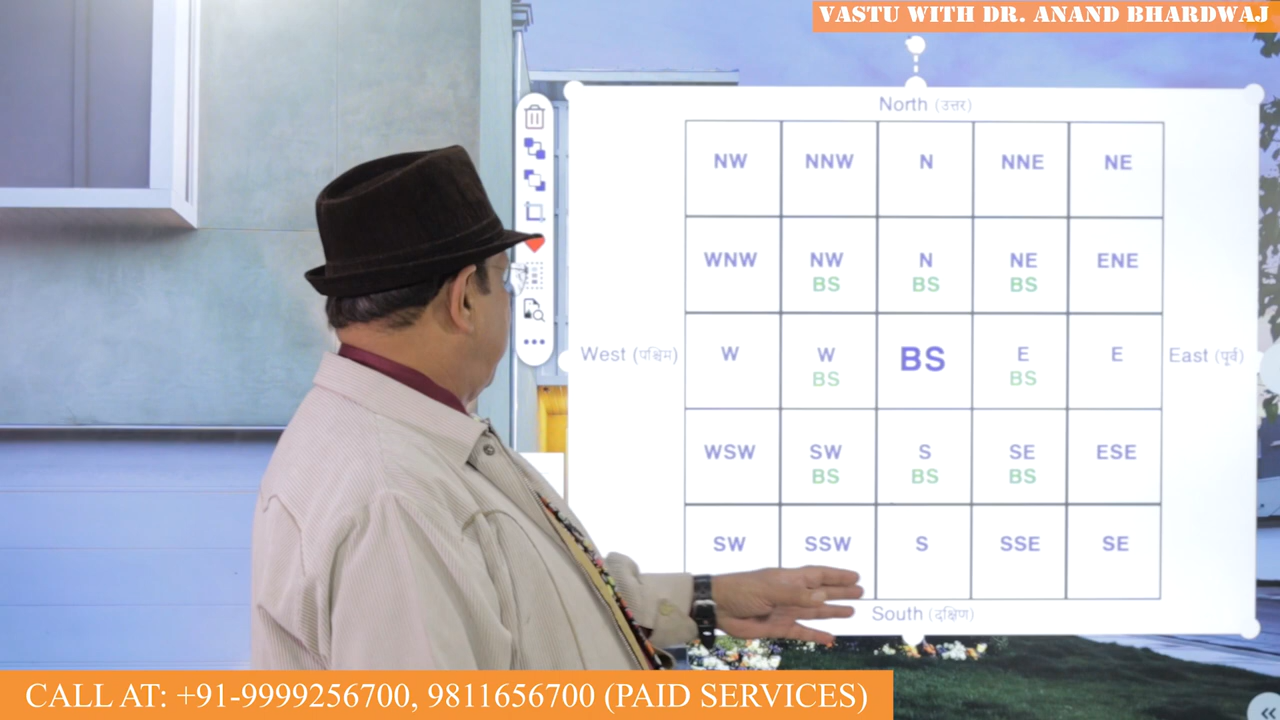 VASTU WITH DR. ANAND BHARDWAJ
North (उत्तर)
NW NNW N NNE NE
WNW NW BS N BS NE BS ENE
West (पश्चिम) W W BS BS E BS E East (पूर्व)
WSW SW BS S BS SE BS ESE
SW SSW S SSE SE
South (दक्षिण)
CALL AT: +91-9999256700, 9811656700 (PAID SERVICES)